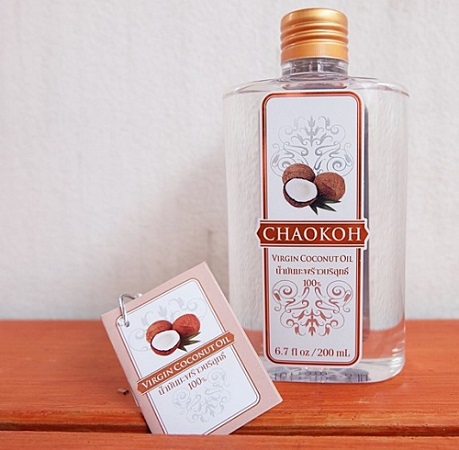 CHAOKOH
VIRGIN COCONUT OIL
น้ำมันมะพร้าวบริสุทธิ์
100%
6.7 fl oz / 200 mL
VIRGIN COCONUT OIL
น้ำมันมะพร้าวบริสุทธิ์
100%